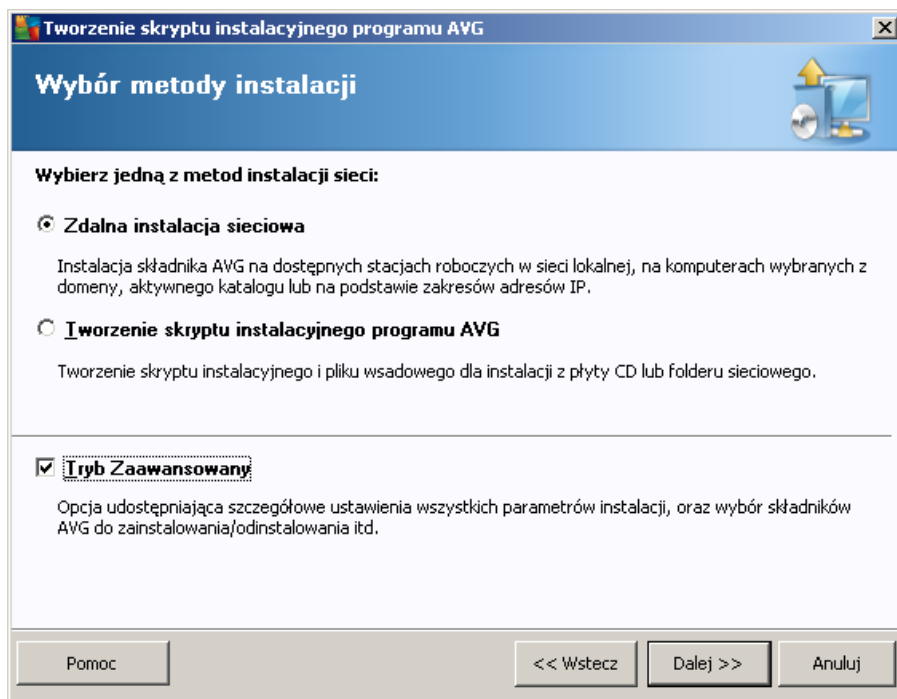 Tworzenie skryptu instalacyjnego programu AVG
Wybór metody instalacji
Wybierz jedną z metod instalacji sieci:
Zdalna instalacja sieciowa
Instalacja składnika AVG na dostępnych stacjach roboczych w sieci lokalnej, na komputerach wybranych z
domeny, aktywnego katalogu lub na podstawie zakresów adresów IP.
Tworzenie skryptu instalacyjnego programu AVG
Tworzenie skryptu instalacyjnego i pliku wsadowego dla instalacji z płyty CD lub folderu sieciowego.
Tryb Zaawansowany
Opcja udostępniająca szczegółowe ustawienia wszystkich parametrów instalacji, oraz wybór składników
AVG do zainstalowania/odinstalowania itd.
Pomoc
<< Wstecz
Dalej >>
Anuluj